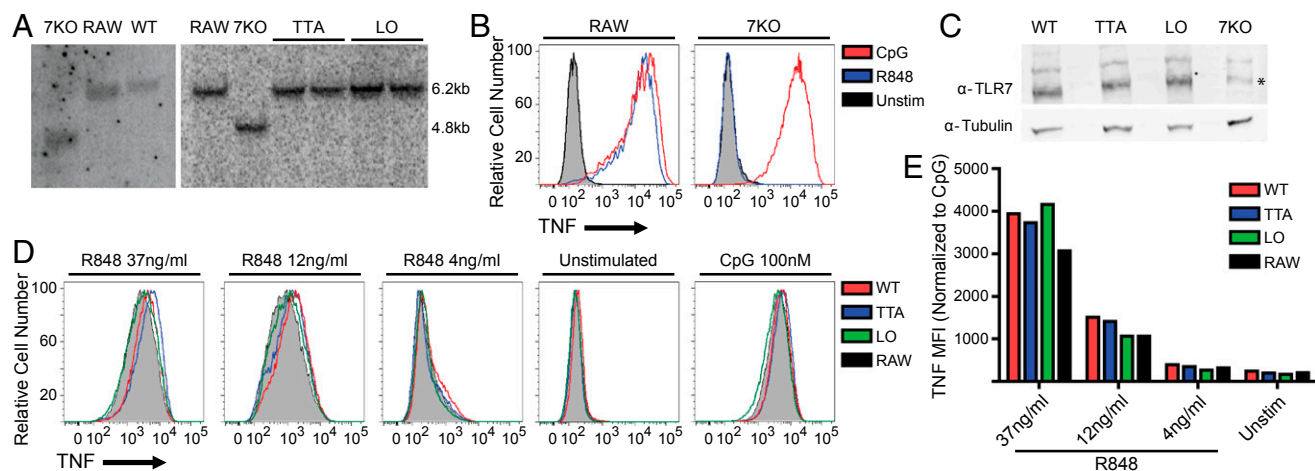 A
7KO RAW WT
RAW 7KO TTA LO
6.2kb
4.8kb
B
RAW 7KO
Relative Cell Number
100
80
60
40
20
0 10² 10³ 10⁴ 10⁵
0 10² 10³ 10⁴ 10⁵
TNF
CpG
R848
Unstim
C
WT TTA LO 7KO
α-TLR7
*
α-Tubulin
D
R848 37ng/ml R848 12ng/ml R848 4ng/ml Unstimulated CpG 100nM
Relative Cell Number
100
80
60
40
20
0 10² 10³ 10⁴ 10⁵
0 10² 10³ 10⁴ 10⁵
0 10² 10³ 10⁴ 10⁵
0 10² 10³ 10⁴ 10⁵
0 10² 10³ 10⁴ 10⁵
TNF
WT
TTA
LO
RAW
E
TNF MFI (Normalized to CpG)
5000
4000
3000
2000
1000
WT
TTA
LO
RAW
37ng/ml
12ng/ml
4ng/ml
Unstim
R848